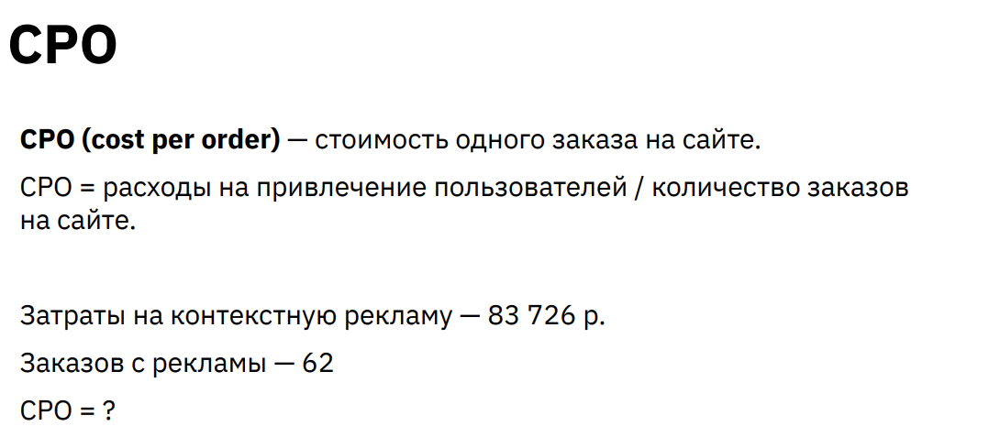 CPO
CPO (cost per order) — стоимость одного заказа на сайте.
CPO = расходы на привлечение пользователей / количество заказов
на сайте.
Затраты на контекстную рекламу — 83 726 р.
Заказов с рекламы — 62
CPO = ?